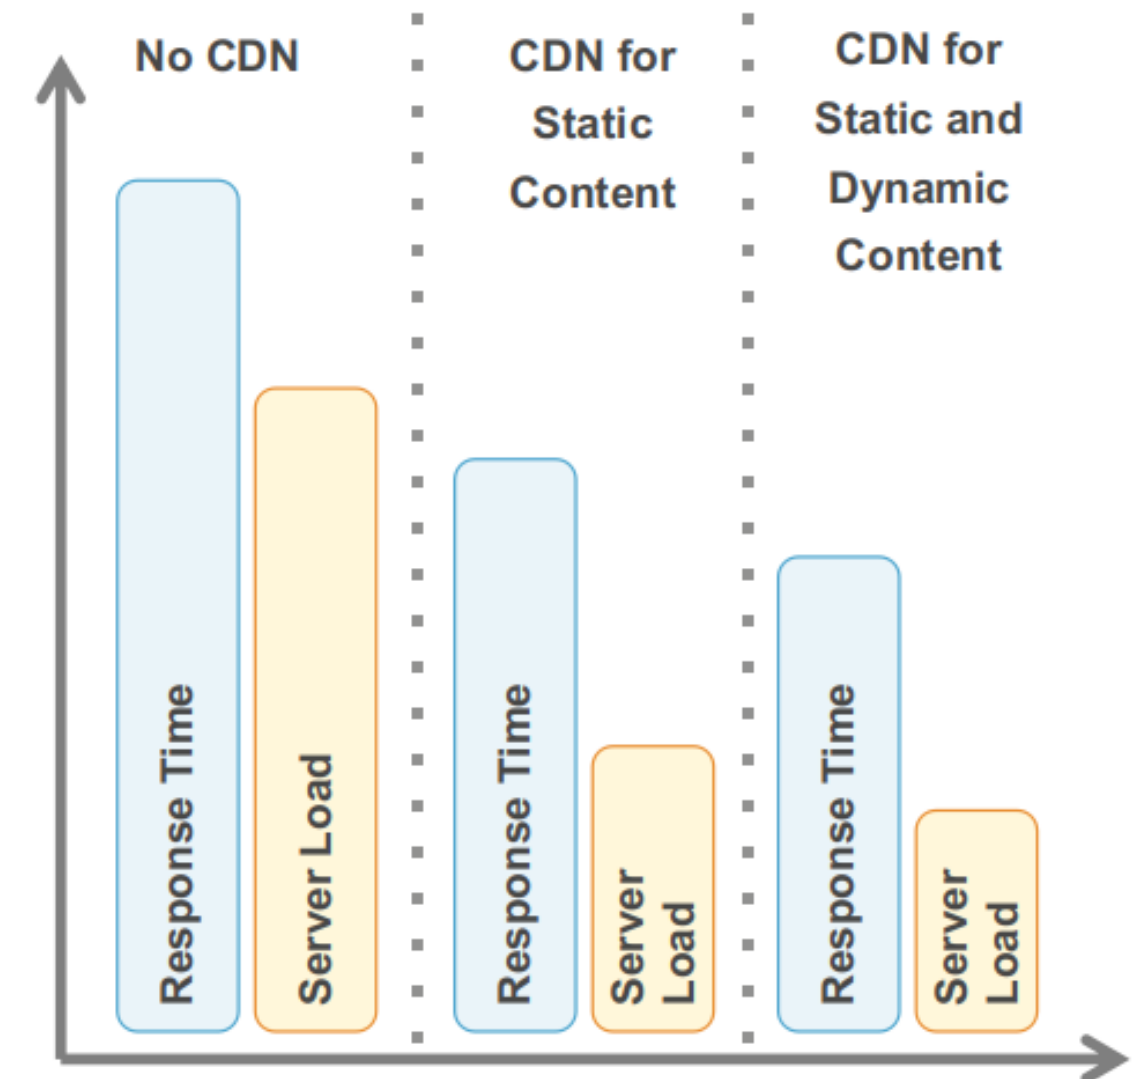 No CDN
CDN for
Static
Content
CDN for
Static and
Dynamic
Content
Response Time
Server Load
Response Time
Server
Load
Response Time
Server
Load